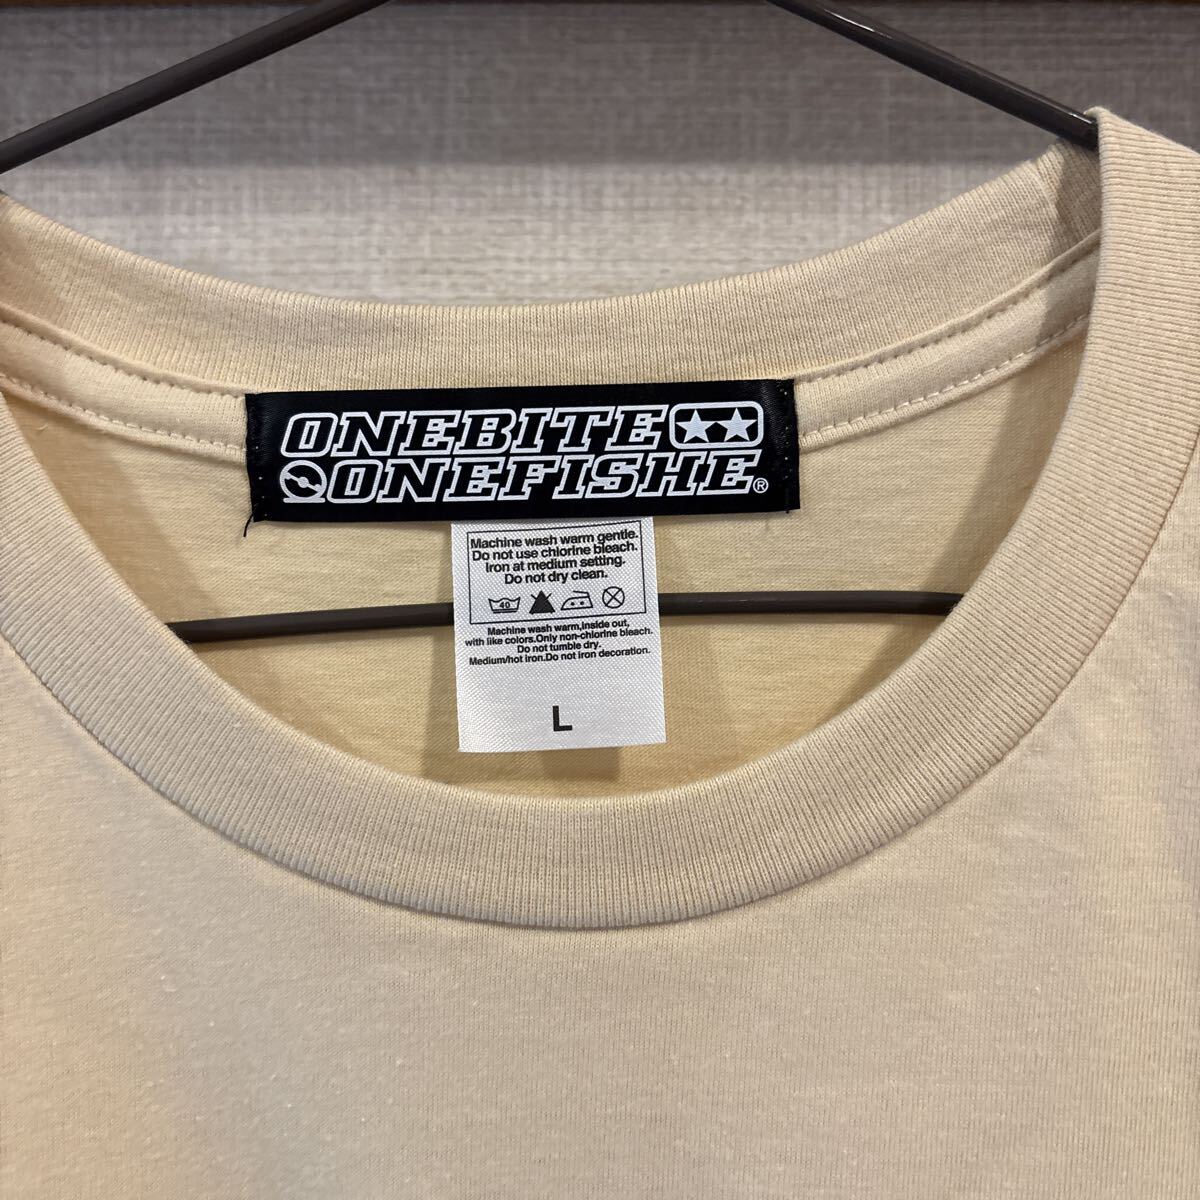 ONEBITE
ONEFISHE®
Machine wash warm gentle.
Do not use chlorine bleach.
Iron at medium setting.
Do not dry clean.
40
Machine wash warm,Inside out,
with like colors.Only non-chlorine bleach.
Do not tumble dry.
Medium/hot iron.Do not iron decoration.
L